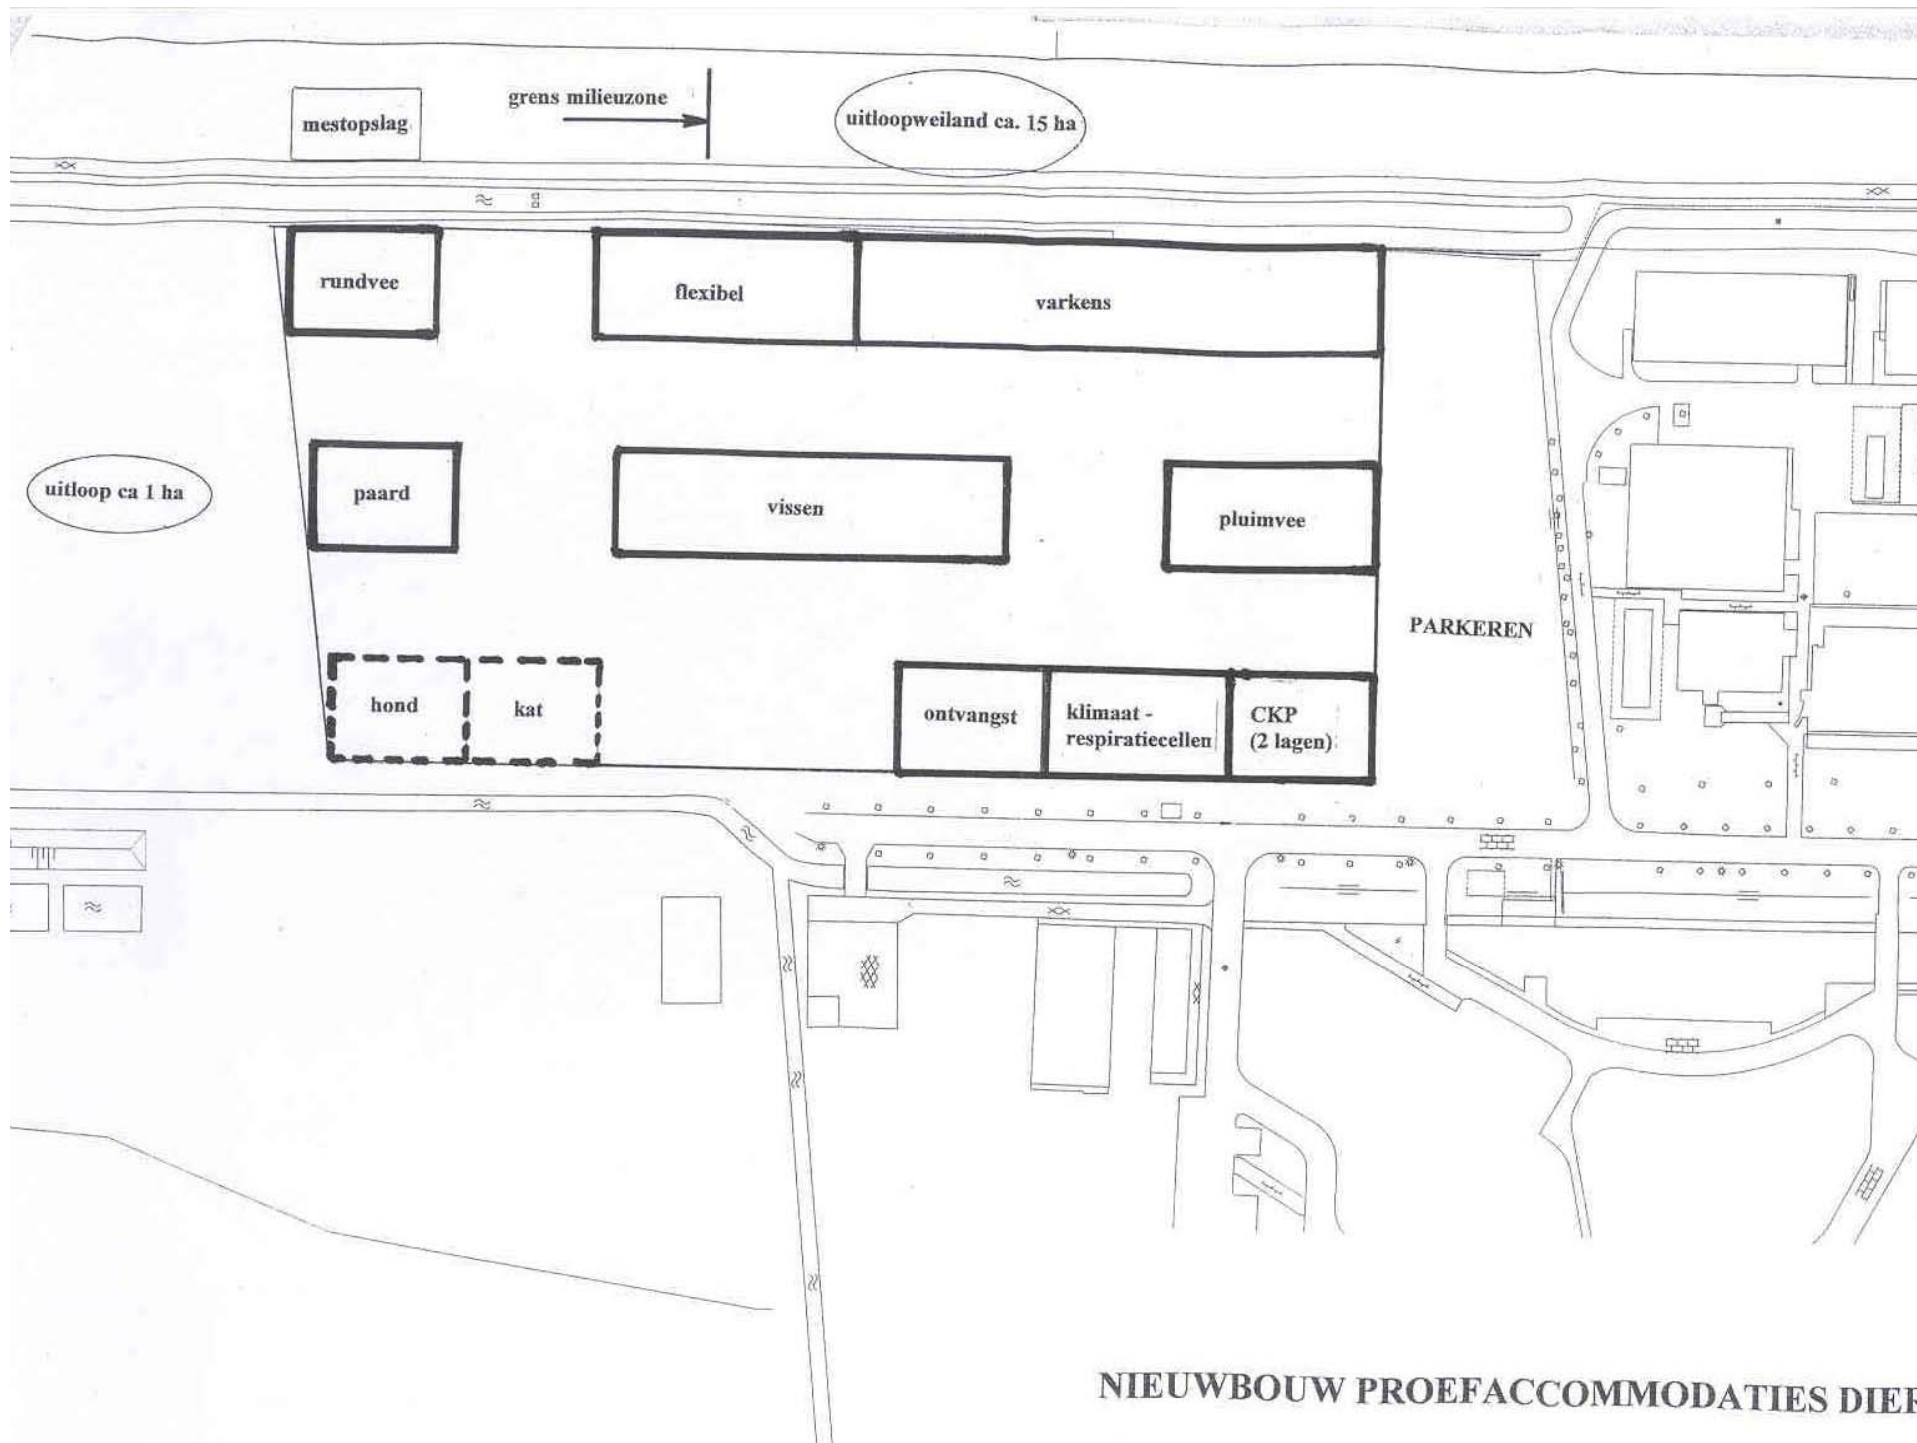 mestopslag
grens milieuzone
uitloopweiland ca. 15 ha
rundvee
flexibel
varkens
uitloop ca 1 ha
paard
vissen
pluimvee
PARKEREN
hond
kat
ontvangst
klimaat -
respiratiecellen
CKP
(2 lagen)
NIEUWBOUW PROEFACCOMMODATIES DIER